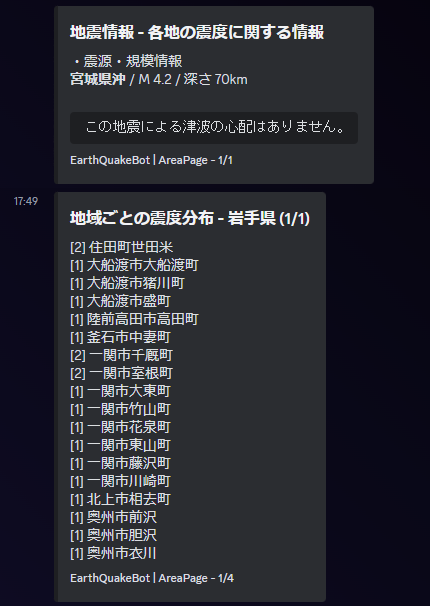 地震情報 - 各地の震度に関する情報
・震源・規模情報
宮城県沖 / M 4.2 / 深さ 70km
この地震による津波の心配はありません。
EarthQuakeBot | AreaPage - 1/1
17:49
地域ごとの震度分布 - 岩手県 (1/1)
[2] 住田町世田米
[1] 大船渡市大船渡町
[1] 大船渡市猪川町
[1] 大船渡市盛町
[1] 陸前高田市高田町
[1] 釜石市中妻町
[2] 一関市千厩町
[2] 一関市室根町
[1] 一関市大東町
[1] 一関市竹山町
[1] 一関市花泉町
[1] 一関市東山町
[1] 一関市藤沢町
[1] 一関市川崎町
[1] 北上市相去町
[1] 奥州市前沢
[1] 奥州市胆沢
[1] 奥州市衣川
EarthQuakeBot | AreaPage - 1/4